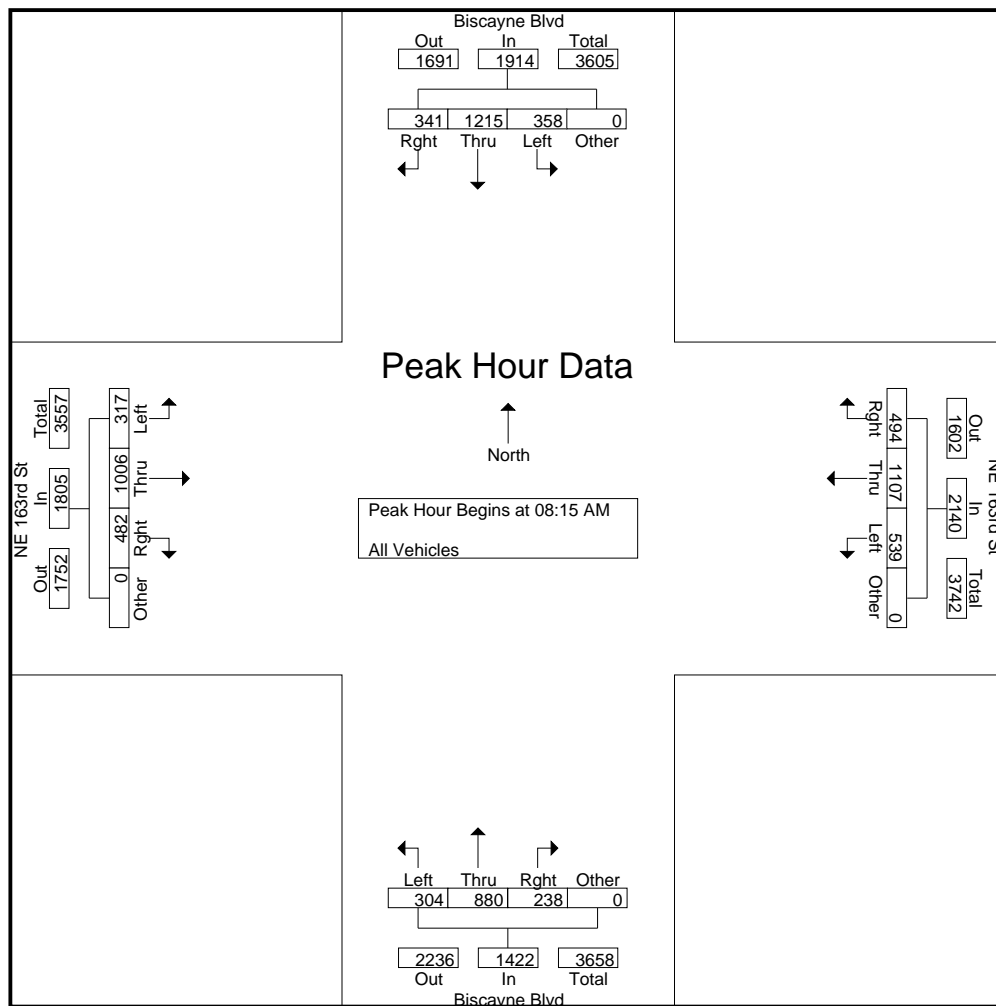 Biscayne Blvd
Out In Total
1691 1914 3605
341 1215 358 0
Rght Thru Left Other
Peak Hour Data
North
Peak Hour Begins at 08:15 AM
All Vehicles
NE 163rd St
Total In Out
3557 1805 1752
317 1006 482 0
Left Thru Rght Other
Rght Thru Left Other
494 1107 539 0
Out In Total
1602 2140 3742
NE 163rd St
Left Thru Rght Other
304 880 238 0
2236 1422 3658
Out In Total
Biscayne Blvd